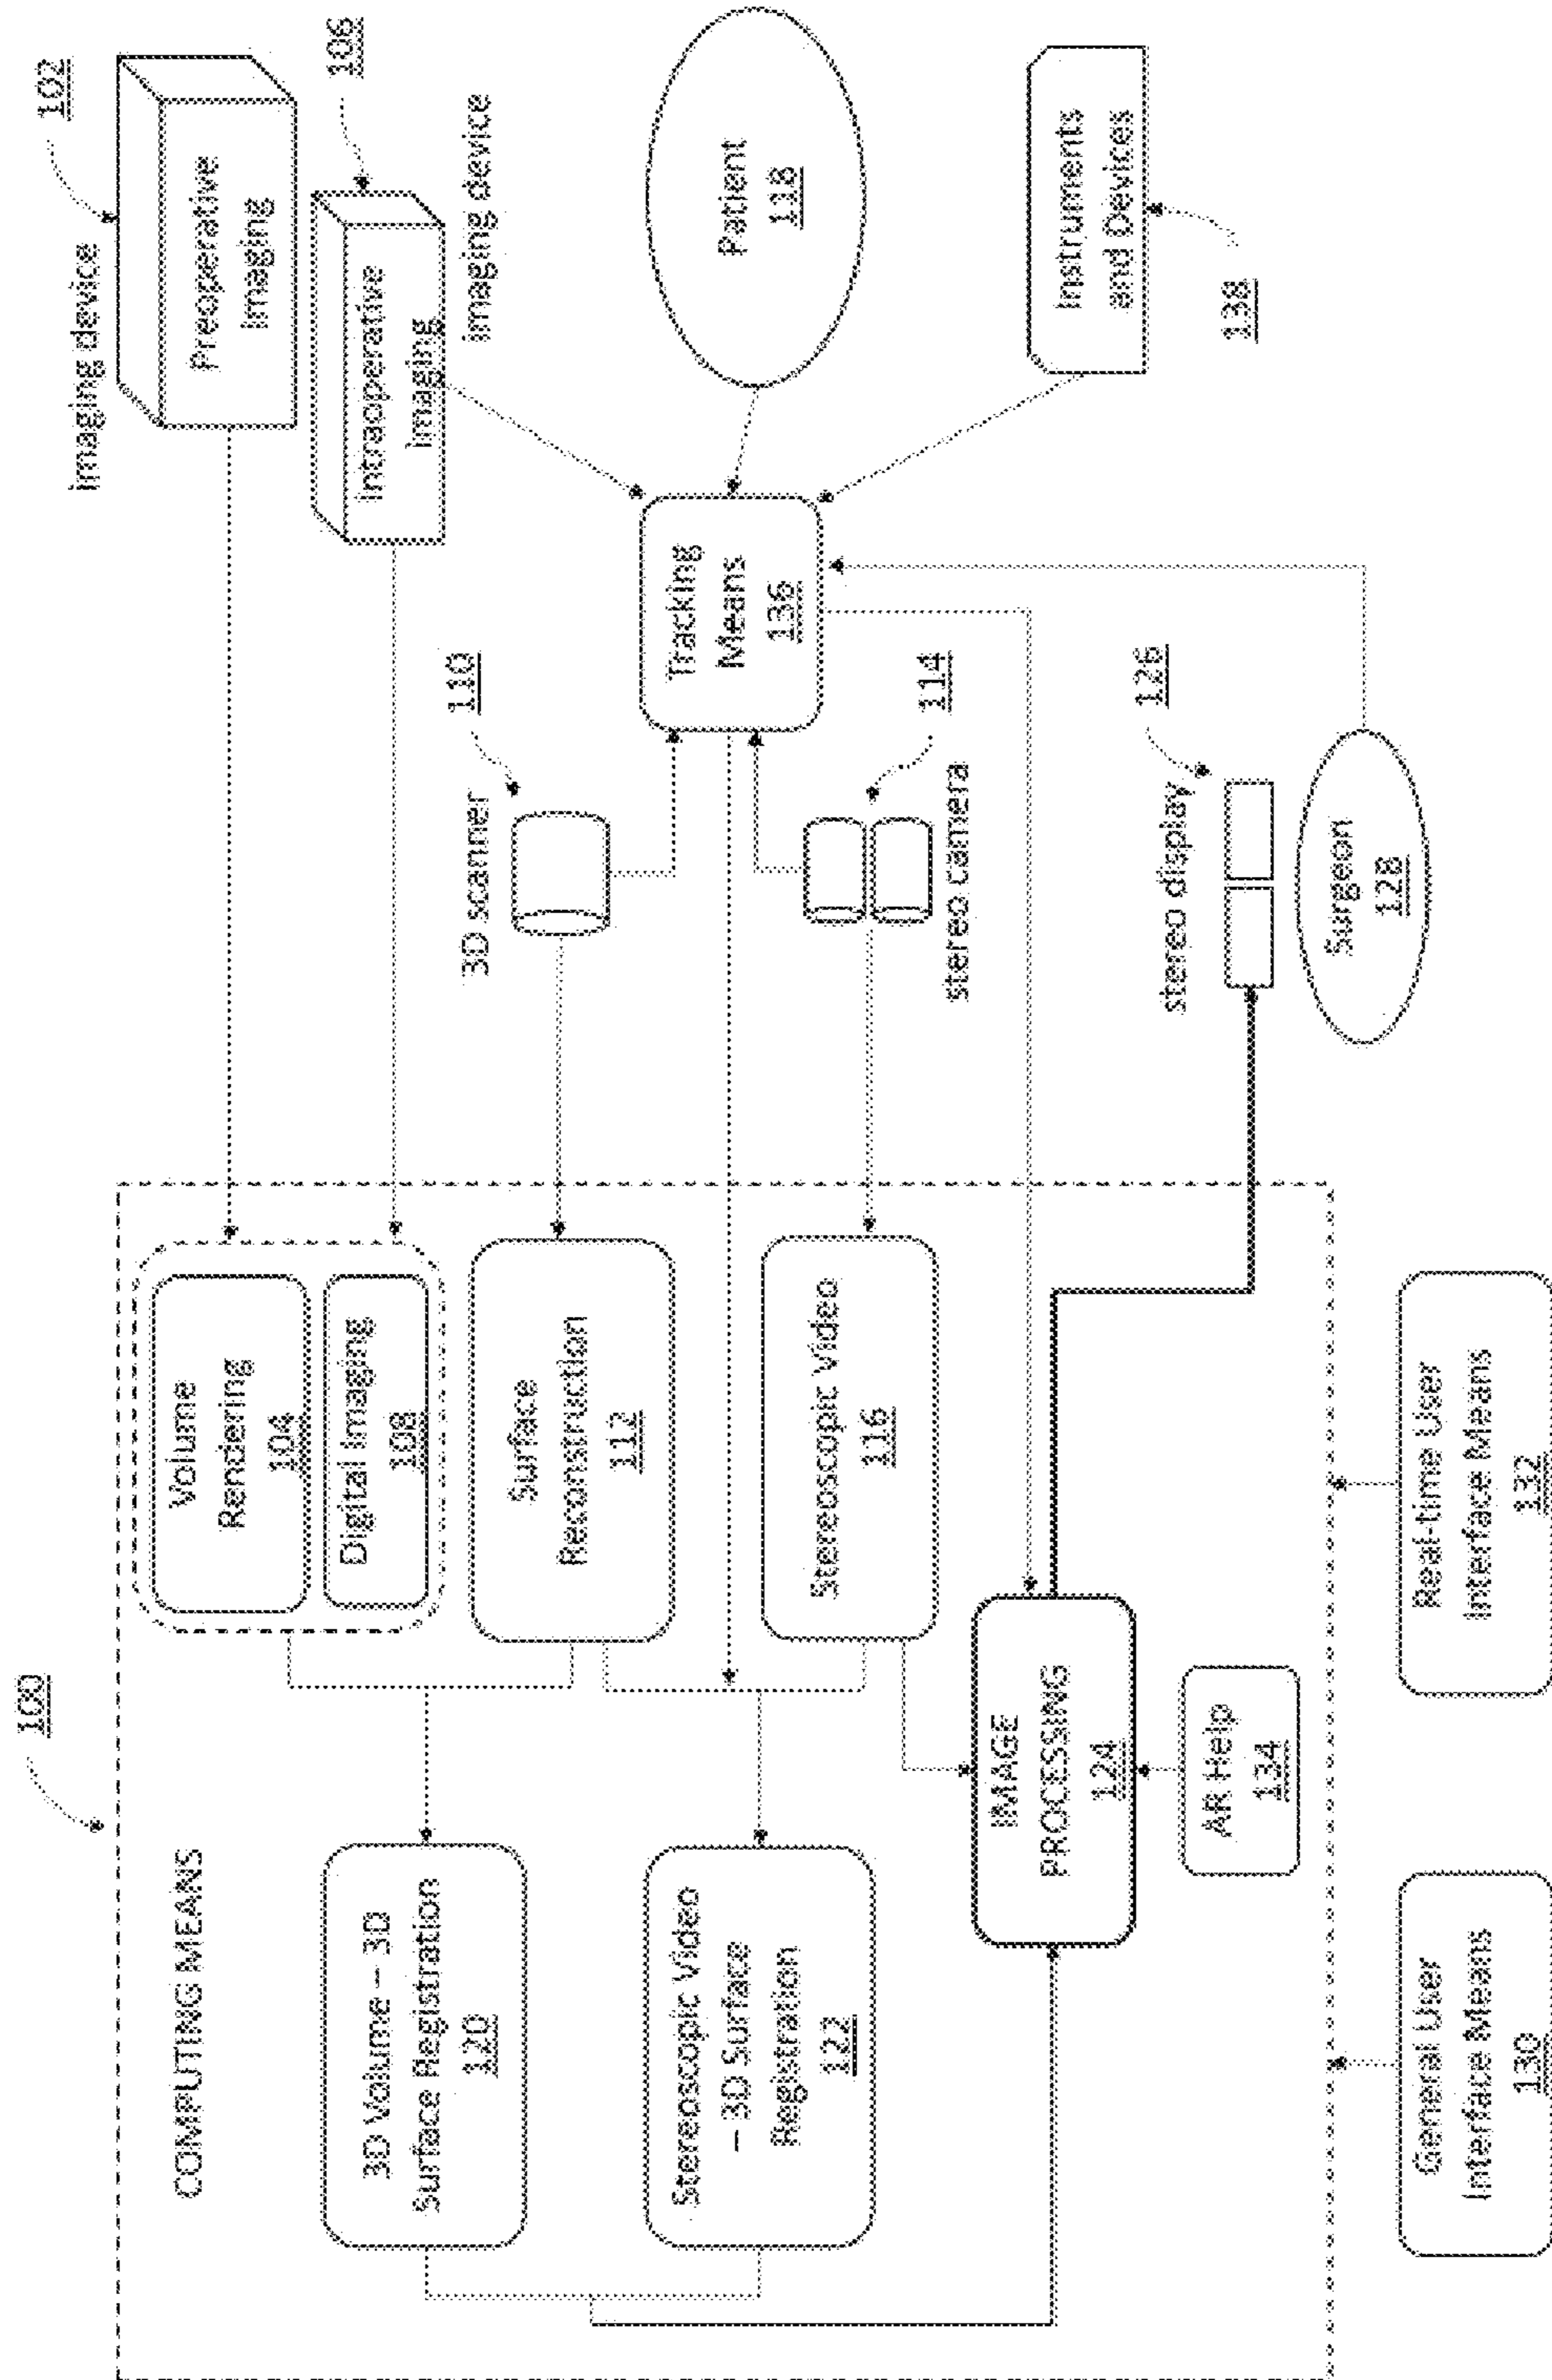 100
COMPUTING MEANS
3D Volume – 3D
Surface Registration
120
Stereoscopic Video
– 3D Surface
Registration
122
Volume
Rendering
104
Digital Imaging
108
Surface
Reconstruction
112
Stereoscopic Video
116
IMAGE
PROCESSING
124
AR Help
134
General User
Interface Means
130
Real-time User
Interface Means
132
Imaging device
102
Preoperative
Imaging
106
Intraoperative
Imaging
Imaging device
3D scanner
110
Tracking
Means
136
stereo camera
114
Patient
118
Instruments
and Devices
138
stereo display
126
Surgeon
128